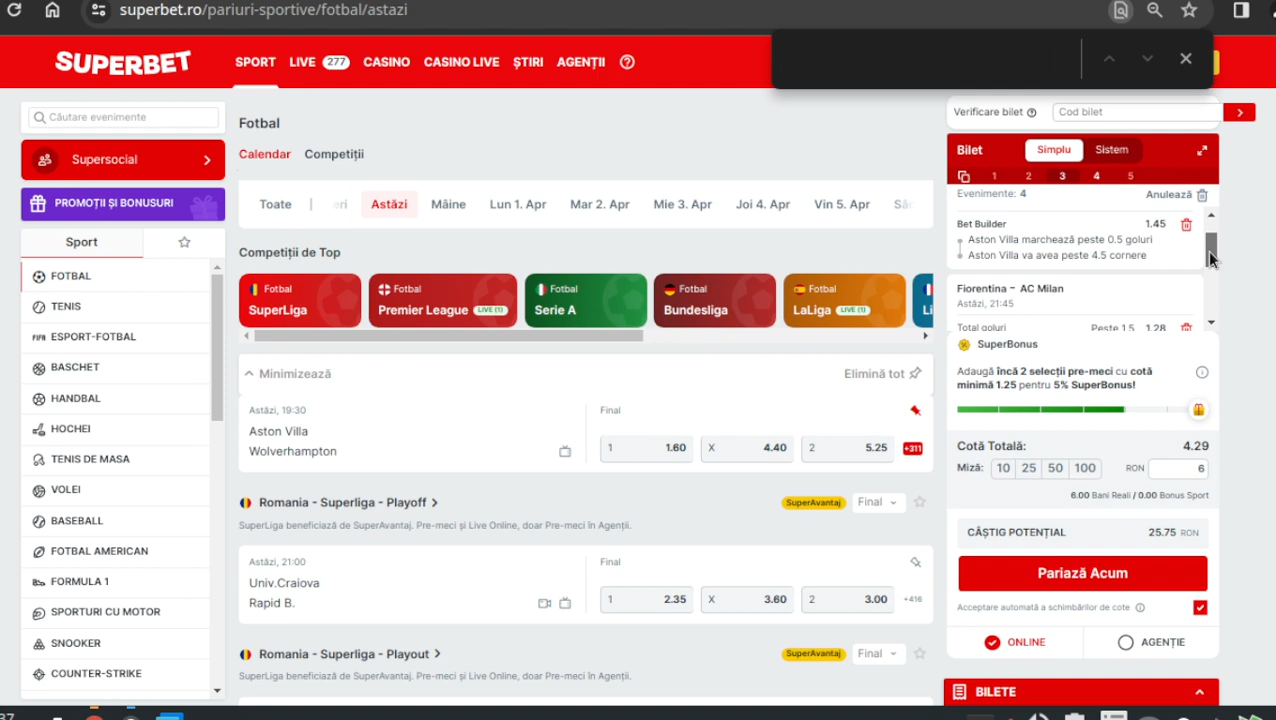 superbet.ro/pariuri-sportive/fotbal/astazi
SUPERBET
SPORT LIVE 277 CASINO CASINO LIVE ȘTIRI AGENȚII
Căutare evenimente
Supersocial
PROMOȚII ȘI BONUSURI
Sport
FOTBAL
TENIS
ESPORT-FOTBAL
BASCHET
HANDBAL
HOCHEI
TENIS DE MASA
VOLEI
BASEBALL
FOTBAL AMERICAN
FORMULA 1
SPORTURI CU MOTOR
SNOOKER
COUNTER-STRIKE
Fotbal
Calendar Competiții
Toate eri Astăzi Mâine Lun 1. Apr Mar 2. Apr Mie 3. Apr Joi 4. Apr Vin 5. Apr
Competiții de Top
Fotbal
SuperLiga
Fotbal
Premier League LIVE (1)
Fotbal
Serie A
Fotbal
Bundesliga
Fotbal
LaLiga LIVE (1)
Li
Minimizează Elimină tot
Astăzi, 19:30 Final
Aston Villa
Wolverhampton
1 1.60 X 4.40 2 5.25 +311
Romania - Superliga - Playoff SuperAvantaj Final
SuperLiga beneficiază de SuperAvantaj. Pre-meci și Live Online, doar Pre-meci în Agenții.
Astăzi, 21:00 Final
Univ.Craiova
Rapid B.
1 2.35 X 3.60 2 3.00 +416
Romania - Superliga - Playout SuperAvantaj Final
SuperLiga beneficiază de SuperAvantaj. Pre-meci și Live Online, doar Pre-meci în Agenții.
Verificare bilet Cod bilet
Bilet Simplu Sistem
1 2 3 4 5
Evenimente: 4 Anulează
Bet Builder 1.45
Aston Villa marchează peste 0.5 goluri
Aston Villa va avea peste 4.5 cornere
Fiorentina - AC Milan
Astăzi, 21:45
Total goluri Peste 1.5 1.28
SuperBonus
Adaugă încă 2 selecții pre-meci cu cotă
minimă 1.25 pentru 5% SuperBonus!
Cotă Totală: 4.29
Miză: 10 25 50 100 RON 6
6.00 Bani Reali / 0.00 Bonus Sport
CÂȘTIG POTENȚIAL 25.75 RON
Pariază Acum
Acceptare automată a schimbărilor de cote
ONLINE AGENȚIE
BILETE